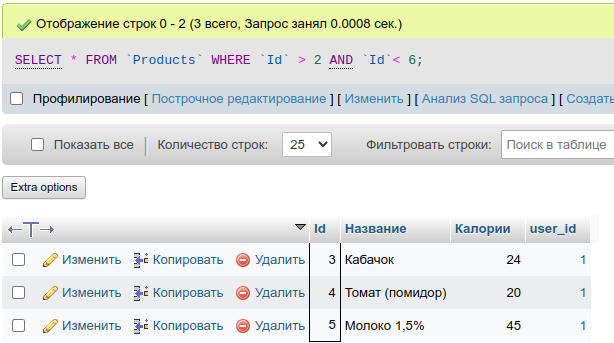 Отображение строк 0 - 2 (3 всего, Запрос занял 0.0008 сек.)
SELECT * FROM `Products` WHERE `Id` > 2 AND `Id`< 6;
Профилирование [ Построчное редактирование ] [ Изменить ] [ Анализ SQL запроса ] [ Создать
Показать все Количество строк: 25 Фильтровать строки: Поиск в таблице
Extra options
←T→ Id Название Калории user_id
Изменить Копировать Удалить 3 Кабачок 24 1
Изменить Копировать Удалить 4 Томат (помидор) 20 1
Изменить Копировать Удалить 5 Молоко 1,5% 45 1